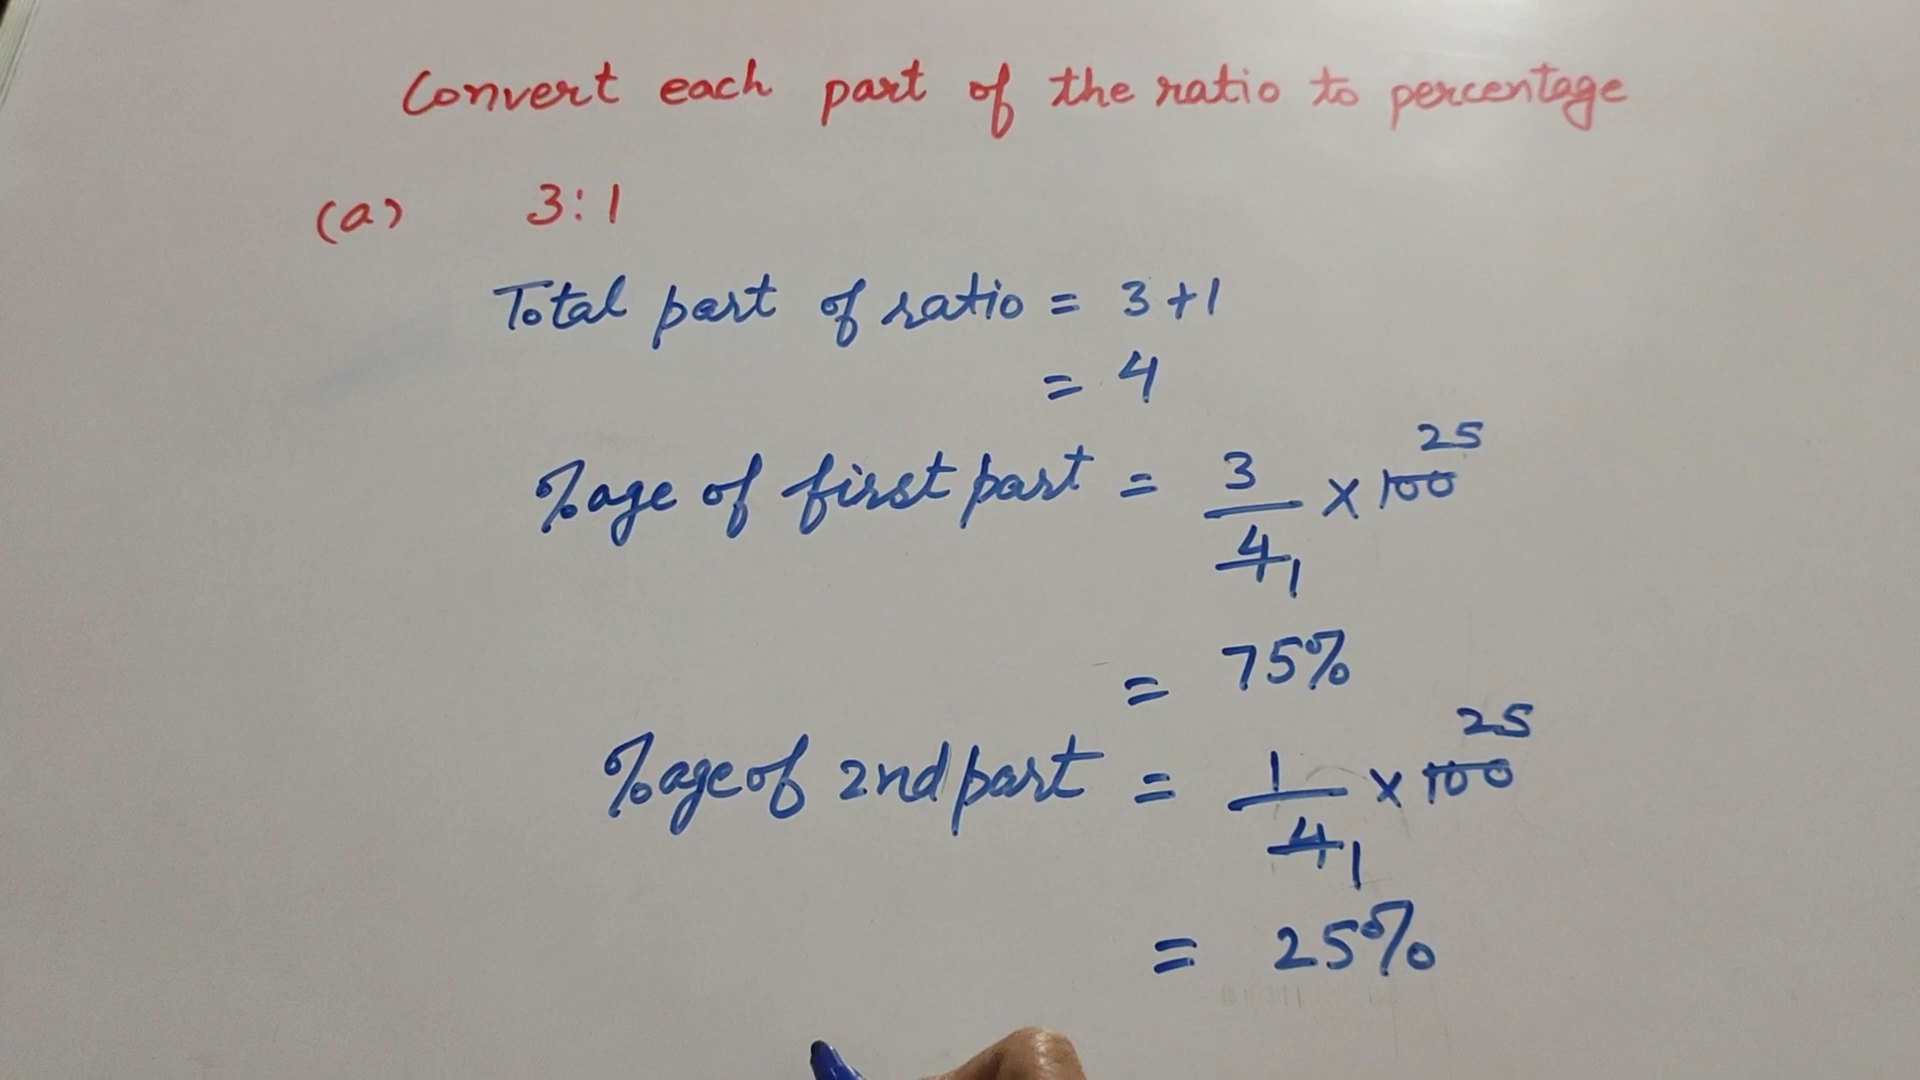 Convert each part of the ratio to percentage
(a) 3:1
Total part of ratio = 3+1
= 4
%age of first part = 3/4 1 × 100 25
= 75%
%age of 2nd part = 1/4 1 × 100 25
= 25%